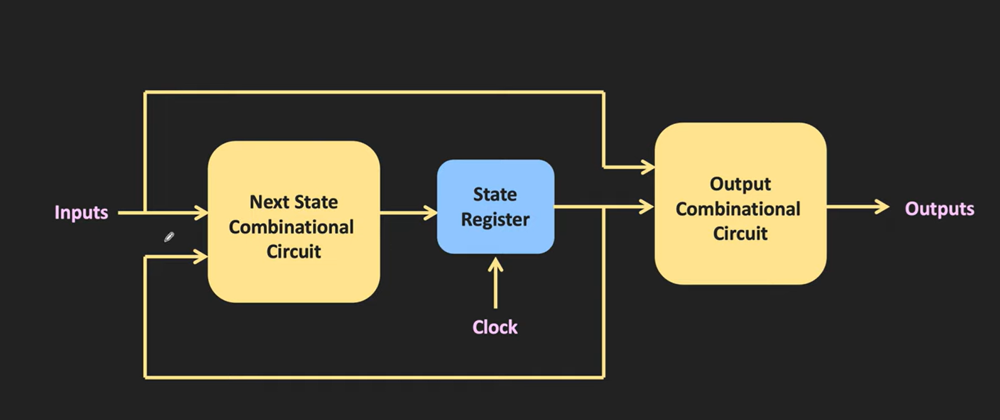 Inputs
Next State
Combinational
Circuit
State
Register
Clock
Output
Combinational
Circuit
Outputs